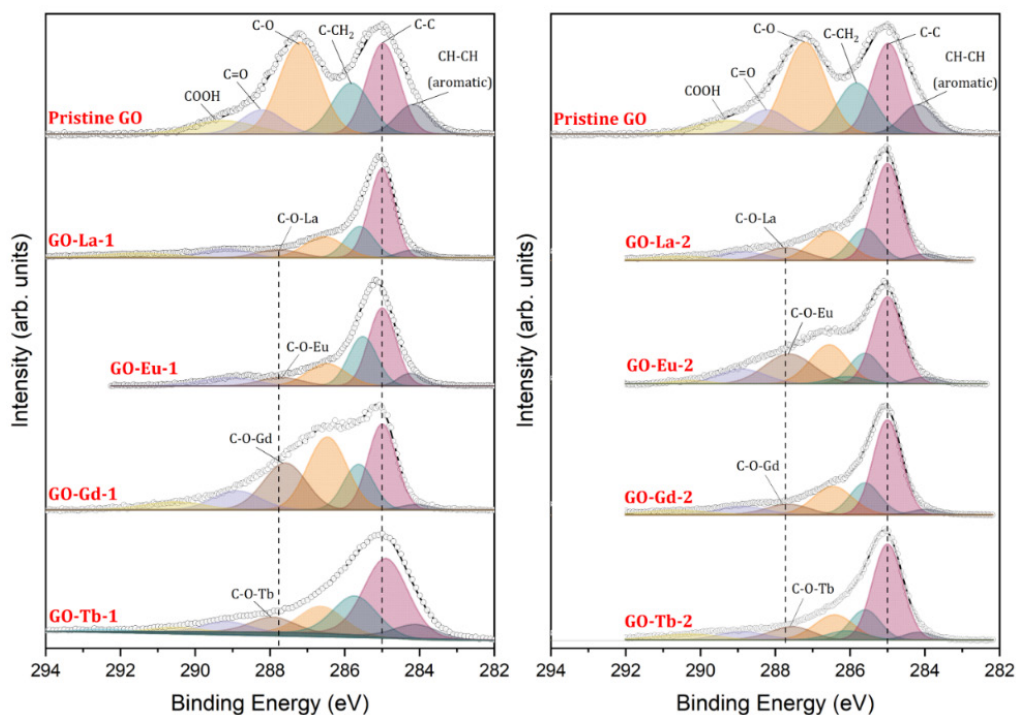 C-O
C-CH₂
C-C
C=O
CH-CH
(aromatic)
COOH
Pristine GO
C-O-La
GO-La-1
C-O-Eu
GO-Eu-1
C-O-Gd
GO-Gd-1
C-O-Tb
GO-Tb-1
Intensity (arb. units)
294 292 290 288 286 284 282
Binding Energy (eV)
C-O
C-CH₂
C-C
C=O
CH-CH
(aromatic)
COOH
Pristine GO
C-O-La
GO-La-2
C-O-Eu
GO-Eu-2
C-O-Gd
GO-Gd-2
C-O-Tb
GO-Tb-2
Intensity (arb. units)
294 292 290 288 286 284 282
Binding Energy (eV)